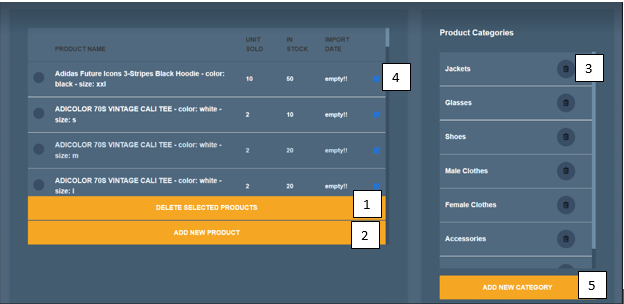 Product Categories
UNIT IN IMPORT
PRODUCT NAME SOLD STOCK DATE
Adidas Future Icons 3-Stripes Black Hoodie - color:
black - size: xxl
10 50 empty!!
4
ADICOLOR 70S VINTAGE CALI TEE - color: white -
size: s
2 10 empty!!
ADICOLOR 70S VINTAGE CALI TEE - color: white -
size: m
2 20 empty!!
ADICOLOR 70S VINTAGE CALI TEE - color: white -
size: l
2 20 empty!!
DELETE SELECTED PRODUCTS
1
ADD NEW PRODUCT
2
Jackets
3
Glasses
Shoes
Male Clothes
Female Clothes
Accessories
ADD NEW CATEGORY
5